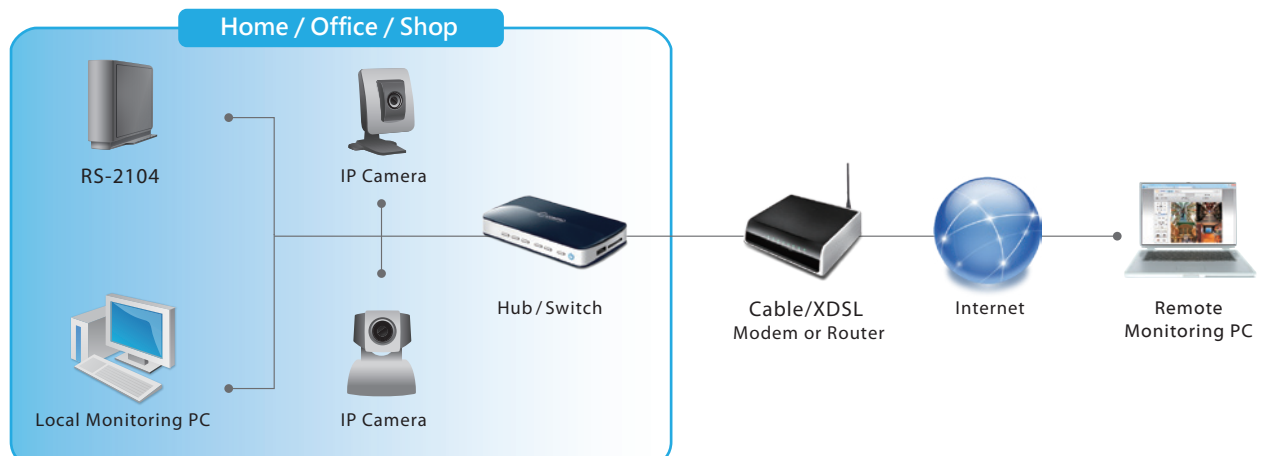 Home / Office / Shop
RS-2104
IP Camera
Hub / Switch
Cable/XDSL
Modem or Router
Internet
Remote
Monitoring PC
Local Monitoring PC
IP Camera